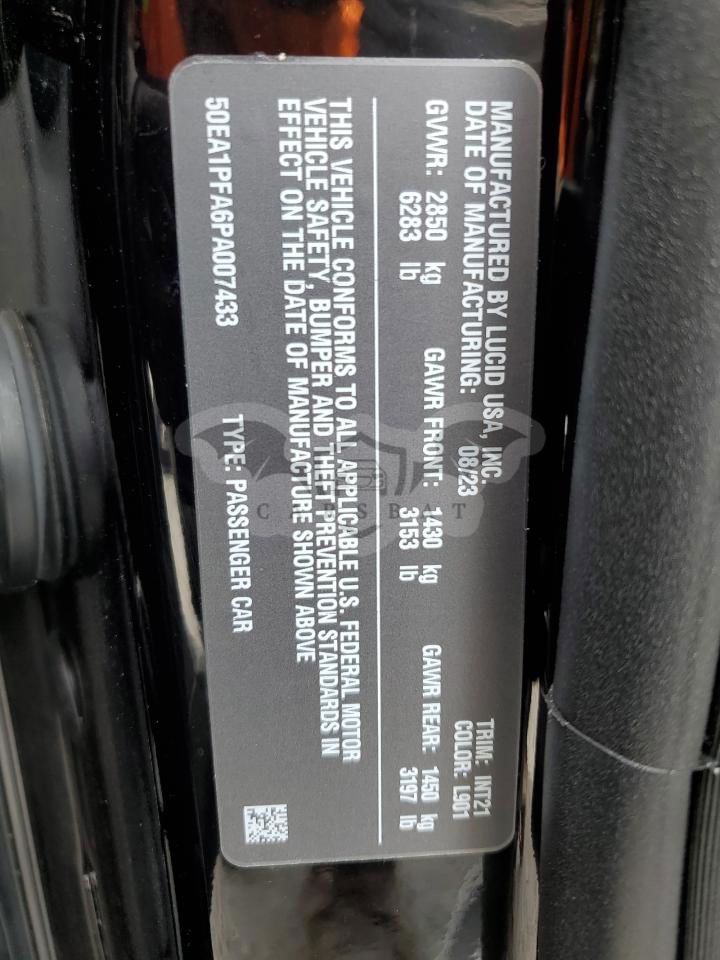 MANUFACTURED BY LUCID USA, INC. TRIM: INT21
DATE OF MANUFACTURING: 08/23 COLOR: L901
GVWR: 2850 kg GAWR FRONT: 1430 kg GAWR REAR: 1450 kg
6283 lb 3153 lb 3197 lb
THIS VEHICLE CONFORMS TO ALL APPLICABLE U.S. FEDERAL MOTOR
VEHICLE SAFETY, BUMPER AND THEFT PREVENTION STANDARDS IN
EFFECT ON THE DATE OF MANUFACTURE SHOWN ABOVE
50EA1PFA6PA007433 TYPE: PASSENGER CAR
CARSBAT